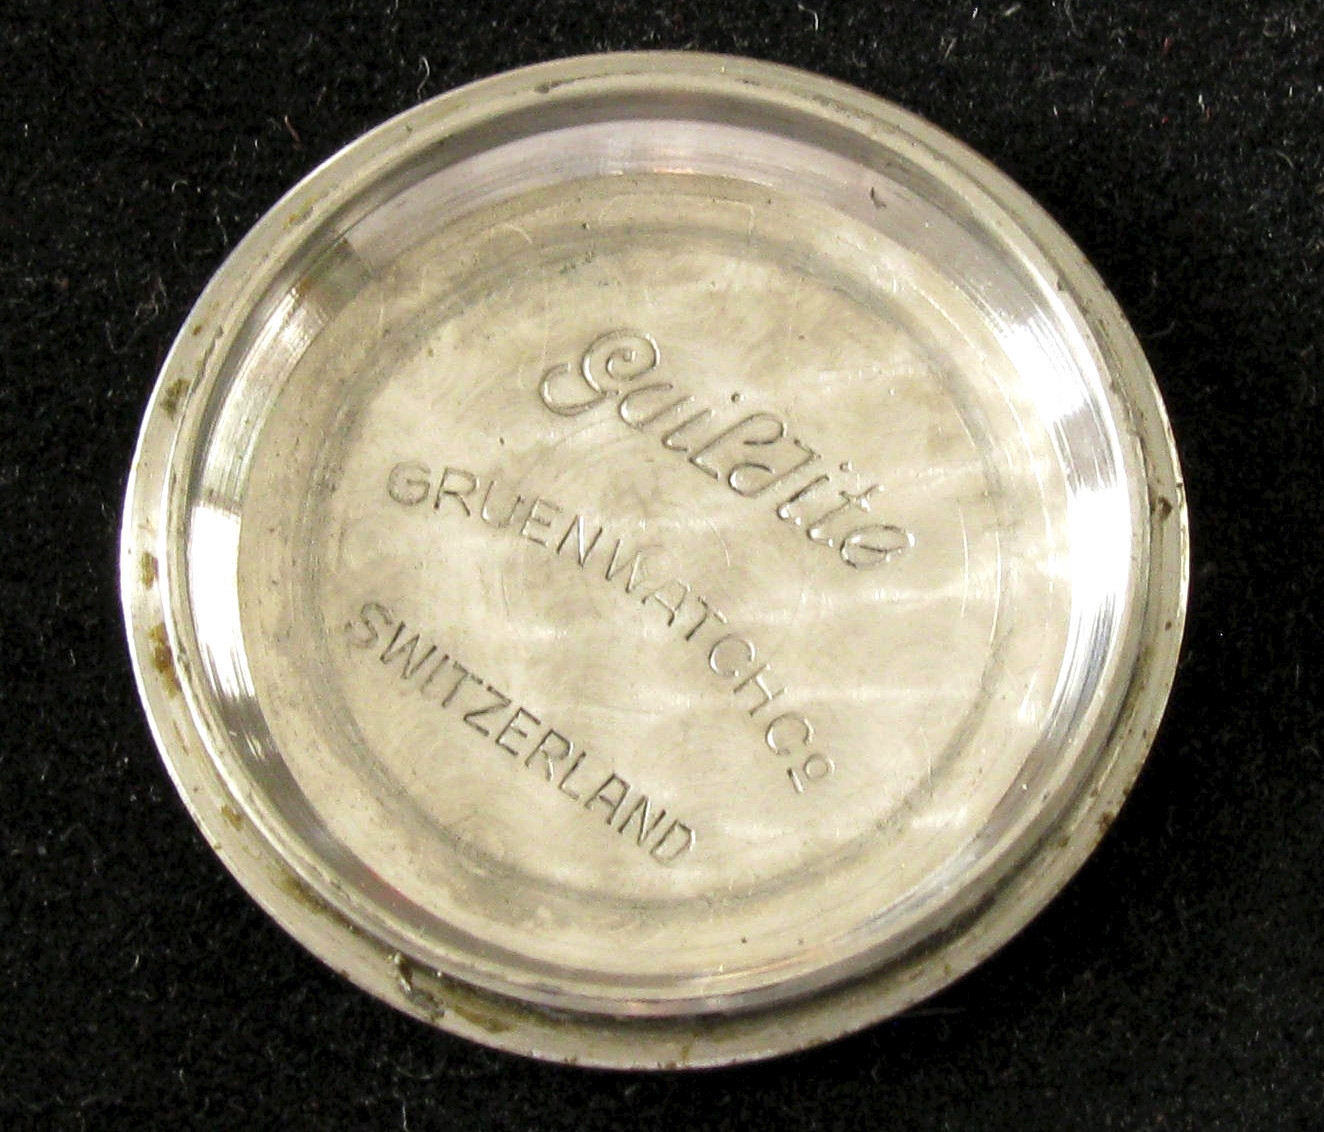 Guildite
GRUEN WATCH Cº
SWITZERLAND